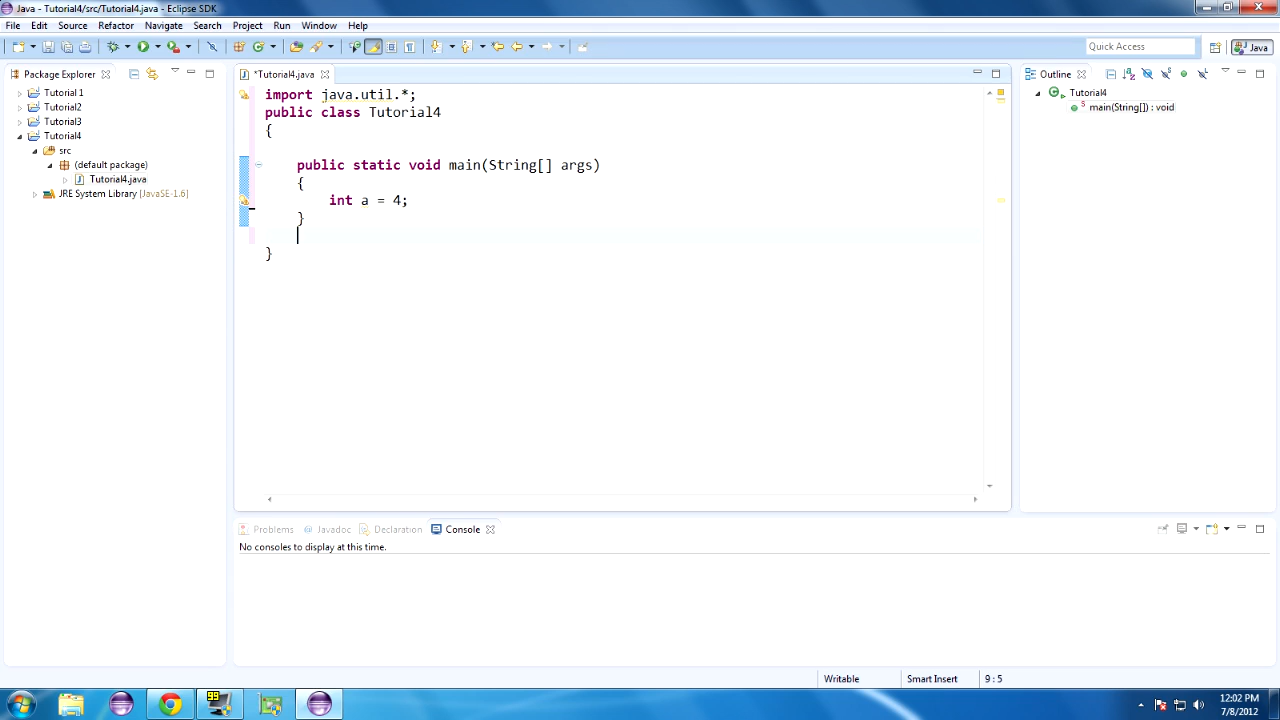 Java - Tutorial4/src/Tutorial4.java - Eclipse SDK
File Edit Source Refactor Navigate Search Project Run Window Help
Quick Access
Java
Package Explorer
*Tutorial4.java
Outline
Tutorial 1
Tutorial2
Tutorial3
Tutorial4
src
(default package)
Tutorial4.java
JRE System Library [JavaSE-1.6]
import java.util.*;
public class Tutorial4
{
public static void main(String[] args)
{
int a = 4;
}
}
Tutorial4
main(String[]) : void
Problems Javadoc Declaration Console
No consoles to display at this time.
Writable Smart Insert 9 : 5
99
12:02 PM
7/8/2012